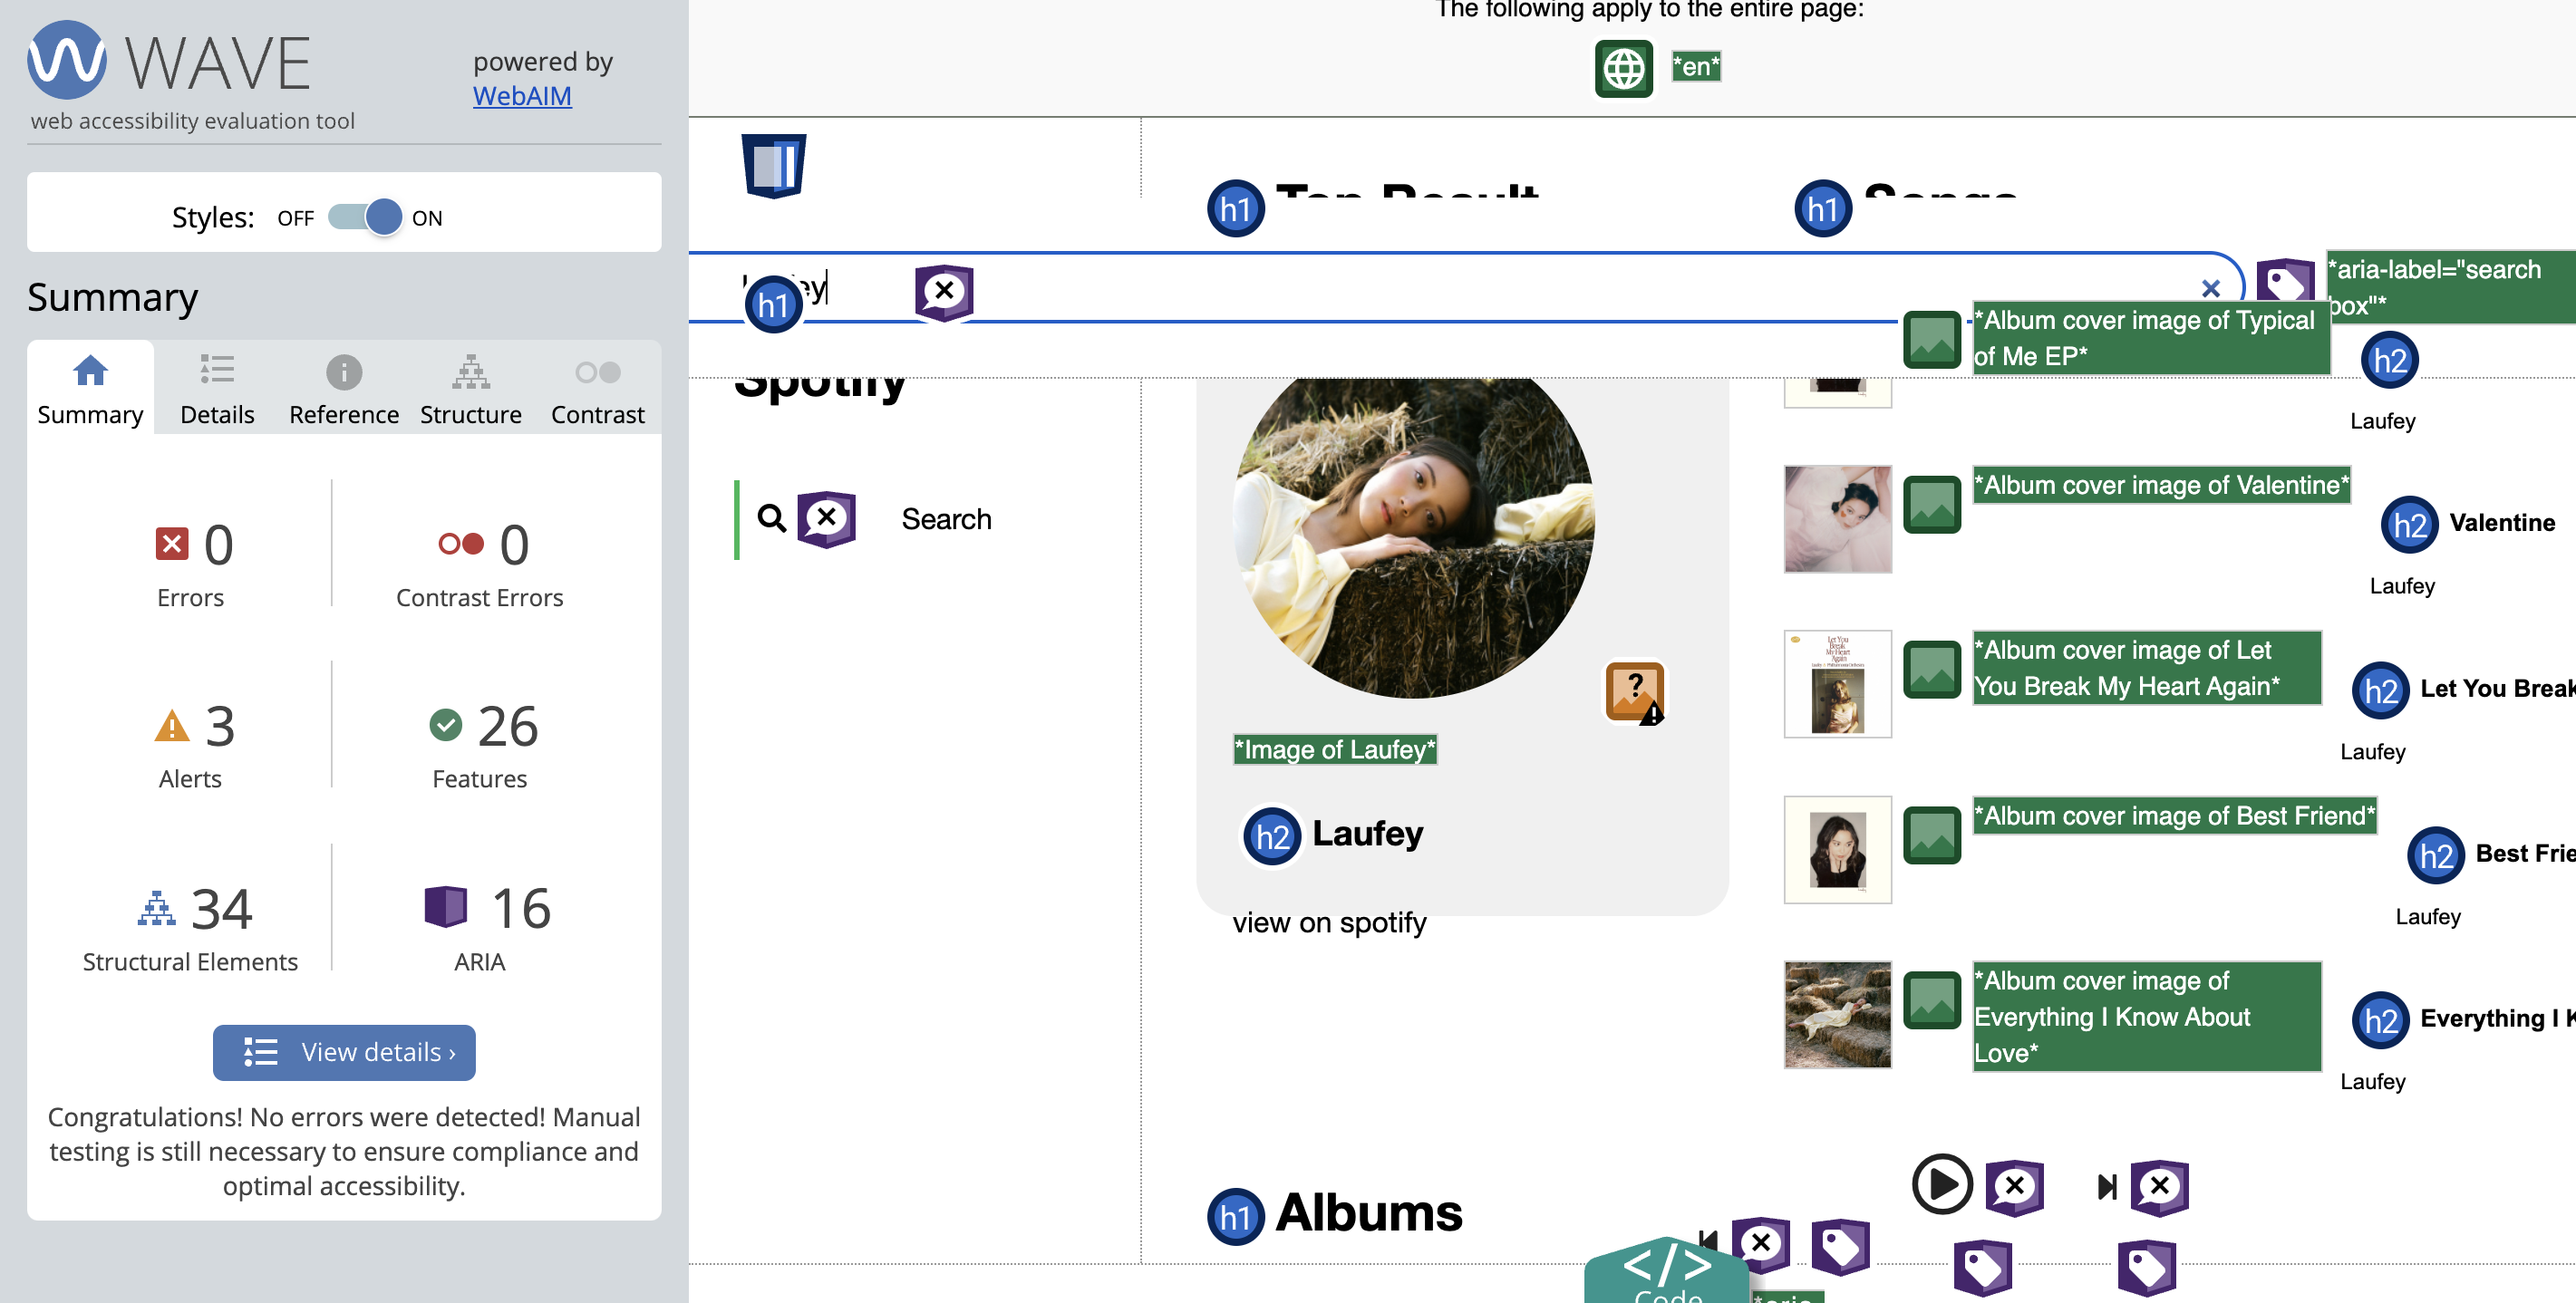 WAVE
web accessibility evaluation tool
powered by
WebAIM
Styles: OFF ON
Summary
Summary Details Reference Structure Contrast
0
Errors
0
Contrast Errors
3
Alerts
26
Features
34
Structural Elements
16
ARIA
View details ›
Congratulations! No errors were detected! Manual
testing is still necessary to ensure compliance and
optimal accessibility.
The following apply to the entire page:
*en*
h1 Top Result
h1 Songs
h1
*aria-label="search
box"*
Spotify
Search
*Image of Laufey*
h2 Laufey
view on spotify
*Album cover image of Typical
of Me EP*
h2
Laufey
*Album cover image of Valentine*
h2 Valentine
Laufey
Let You
Break
My Heart
Again
*Album cover image of Let
You Break My Heart Again*
h2 Let You Break
Laufey
*Album cover image of Best Friend*
h2 Best Frie
Laufey
*Album cover image of
Everything I Know About
Love*
h2 Everything I K
Laufey
h1 Albums
</> Code
*aria-